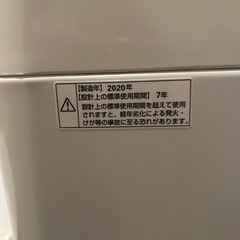 【製造年】2020年
【設計上の標準使用期間】7年
設計上の標準使用期間を超えて使用
されますと、経年劣化による発火・
けが等の事故に至る恐れがあります。